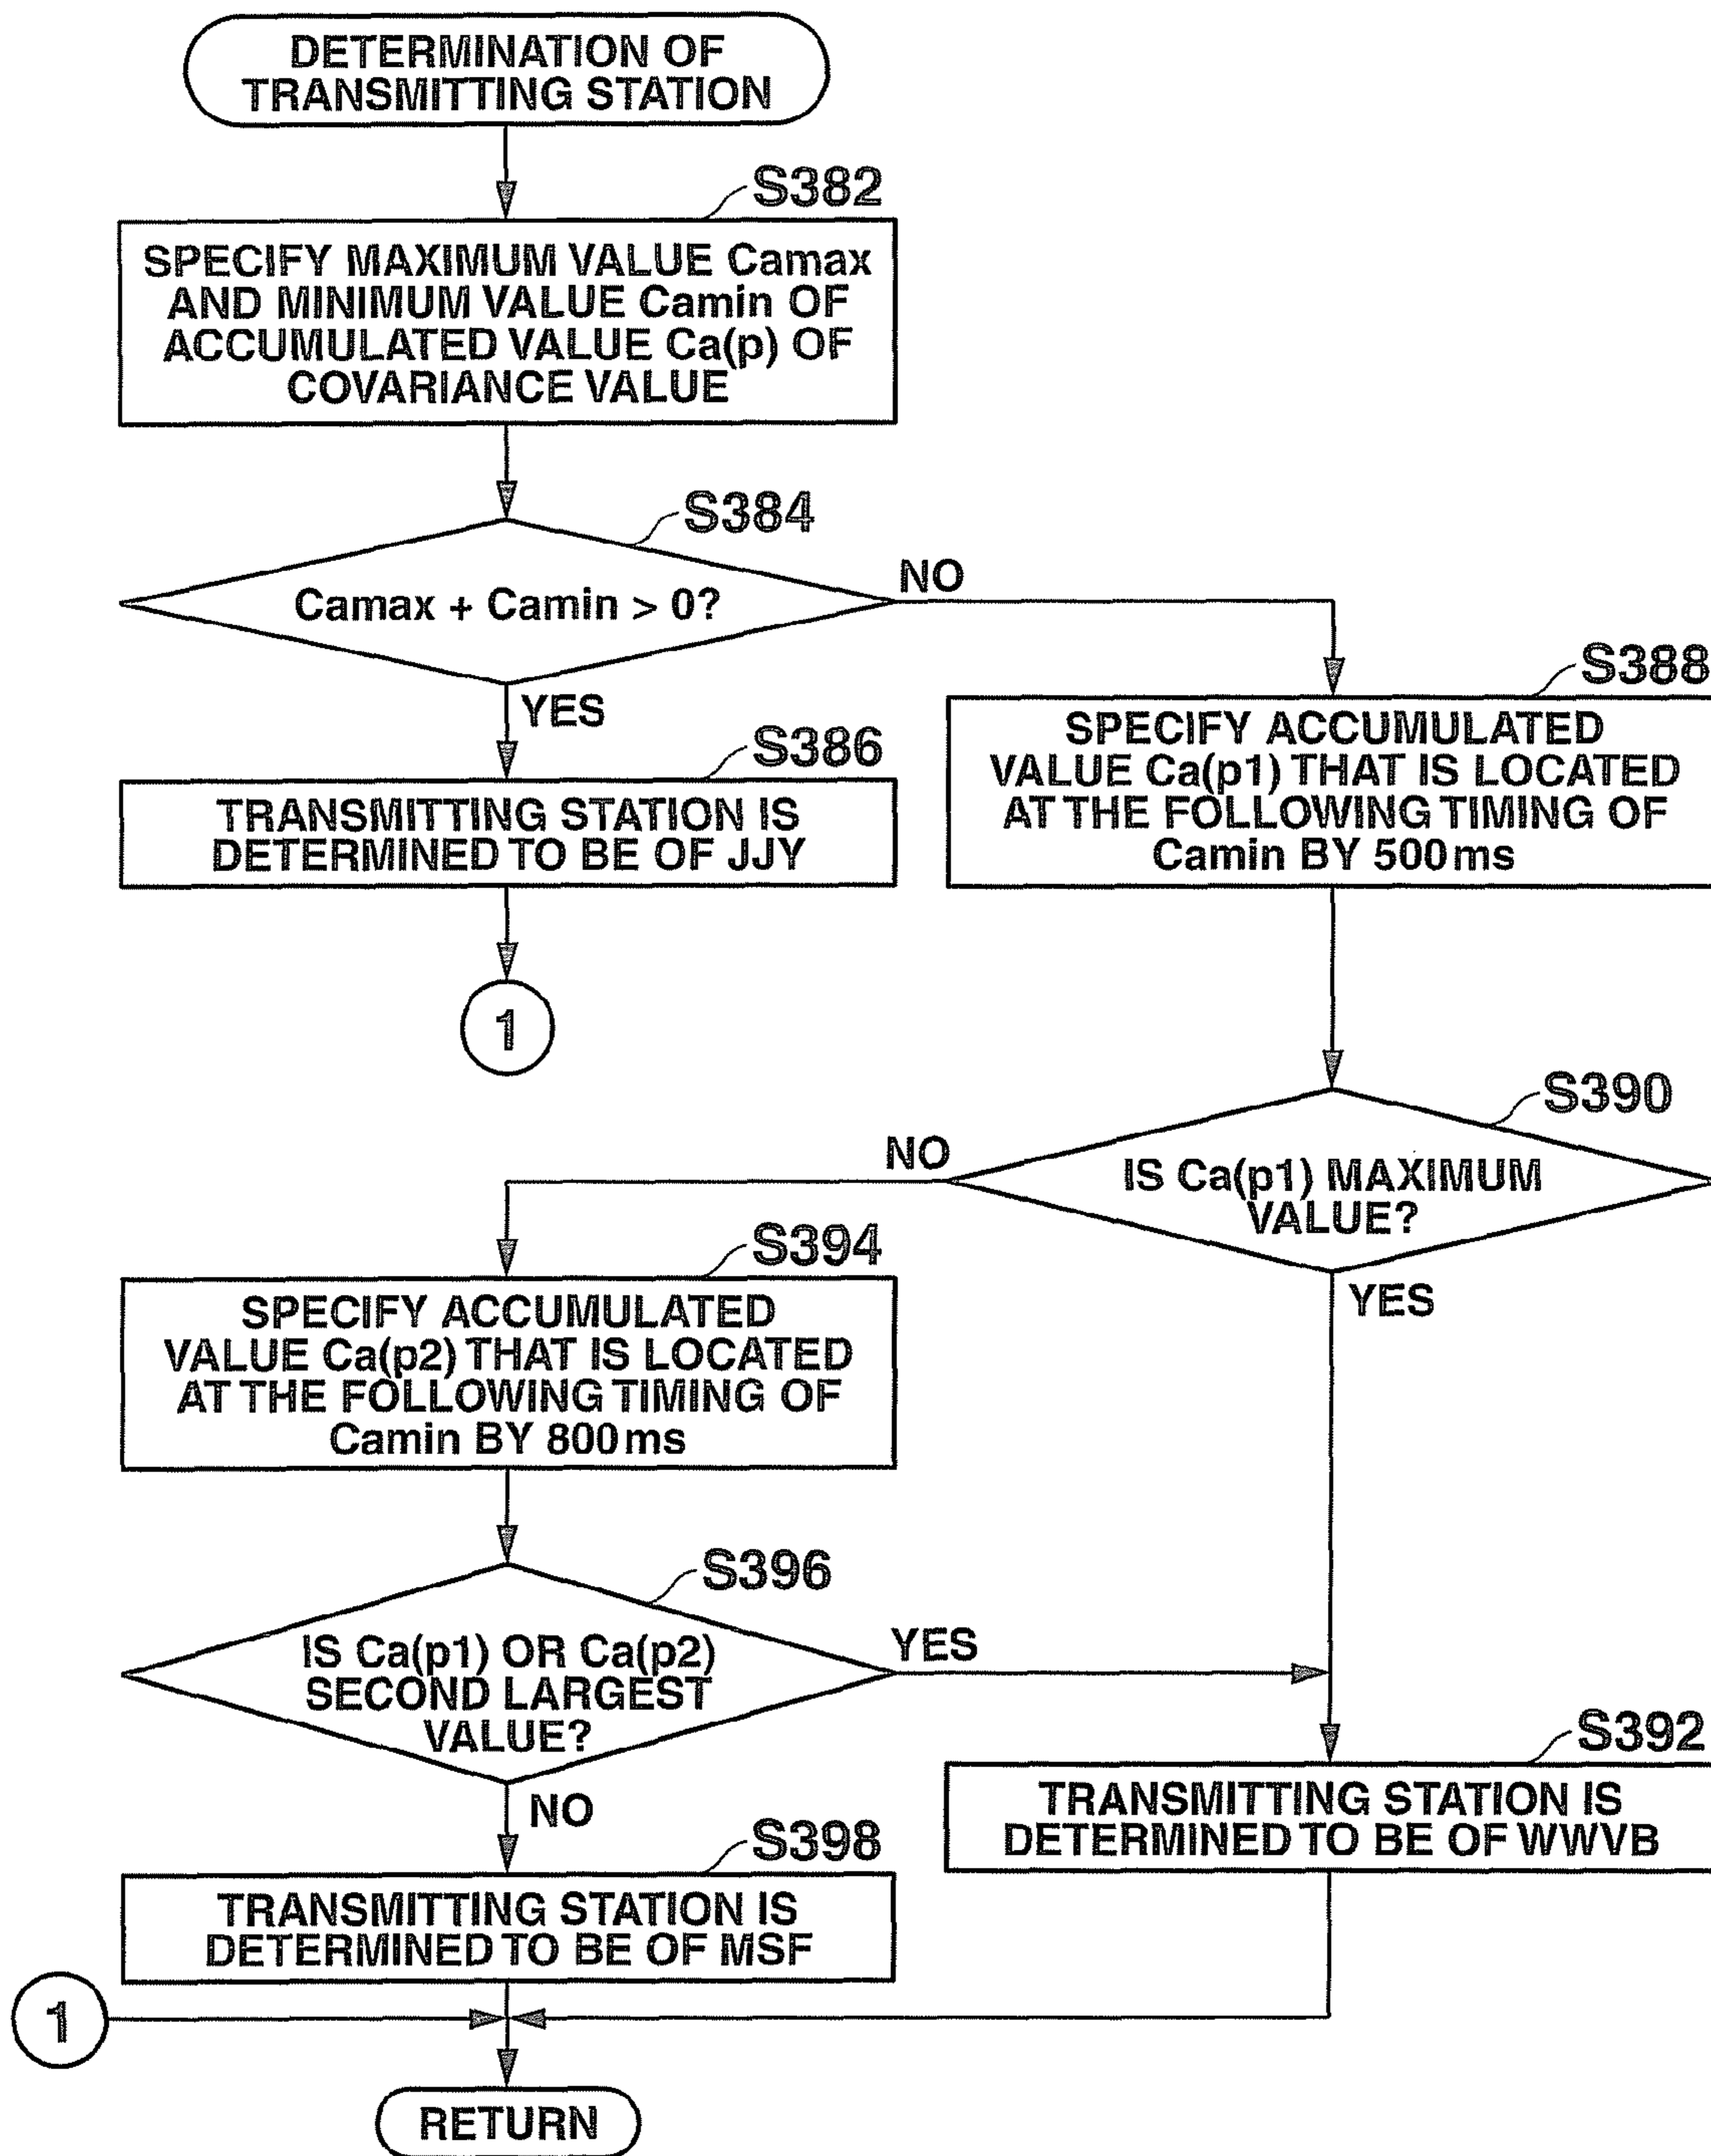 DETERMINATION OF
TRANSMITTING STATION
S382
SPECIFY MAXIMUM VALUE Camax
AND MINIMUM VALUE Camin OF
ACCUMULATED VALUE Ca(p) OF
COVARIANCE VALUE
S384
Camax + Camin > 0?
NO
YES
S386
TRANSMITTING STATION IS
DETERMINED TO BE OF JJY
1
S388
SPECIFY ACCUMULATED
VALUE Ca(p1) THAT IS LOCATED
AT THE FOLLOWING TIMING OF
Camin BY 500ms
S390
IS Ca(p1) MAXIMUM
VALUE?
NO
YES
S394
SPECIFY ACCUMULATED
VALUE Ca(p2) THAT IS LOCATED
AT THE FOLLOWING TIMING OF
Camin BY 800ms
S396
IS Ca(p1) OR Ca(p2)
SECOND LARGEST
VALUE?
YES
NO
S392
TRANSMITTING STATION IS
DETERMINED TO BE OF WWVB
S398
TRANSMITTING STATION IS
DETERMINED TO BE OF MSF
1
RETURN